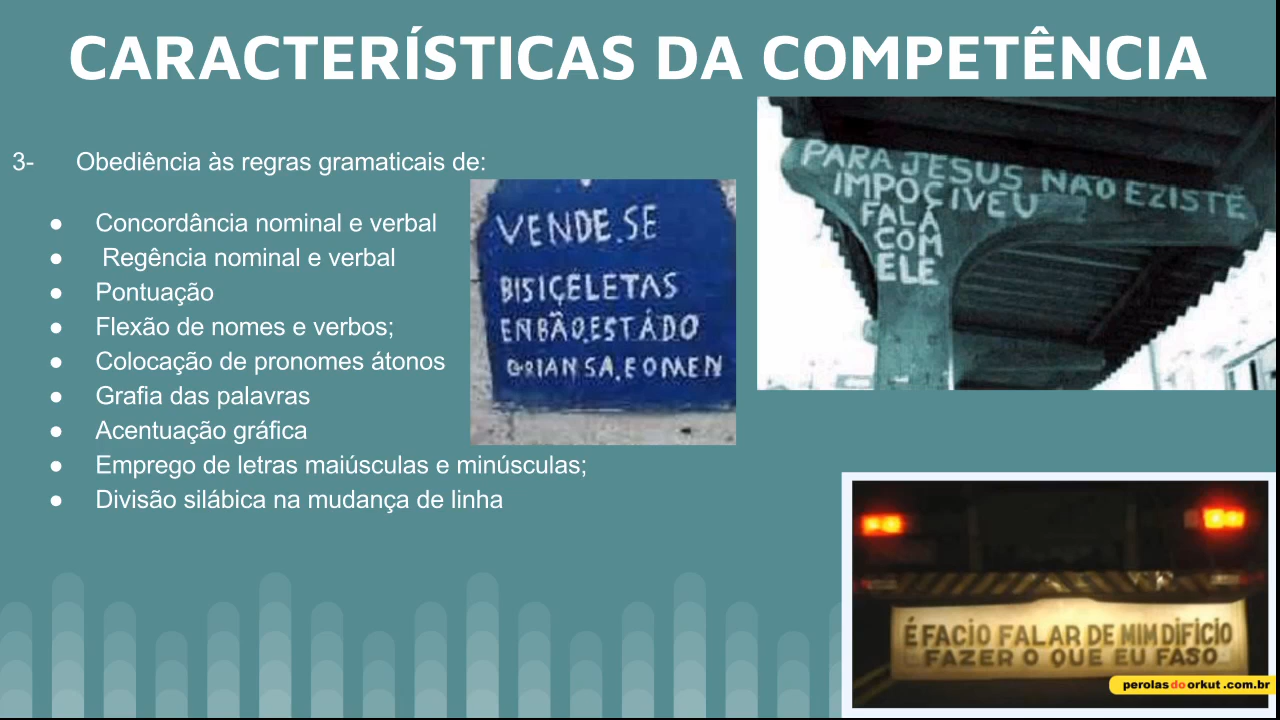 CARACTERÍSTICAS DA COMPETÊNCIA
3- Obediência às regras gramaticais de:
● Concordância nominal e verbal
● Regência nominal e verbal
● Pontuação
● Flexão de nomes e verbos;
● Colocação de pronomes átonos
● Grafia das palavras
● Acentuação gráfica
● Emprego de letras maiúsculas e minúsculas;
● Divisão silábica na mudança de linha
VENDE.SE
BISIÇELETAS
ENBÃO.ESTÁDO
GRIANSA.E OMEN
PARA JESUS NÃO EZISTE
IMPOÇIVEU
FALA
COM
ELE
É FACIO FALAR DE MIM DIFICIO
FAZER O QUE EU FASO
perolasdoorkut.com.br